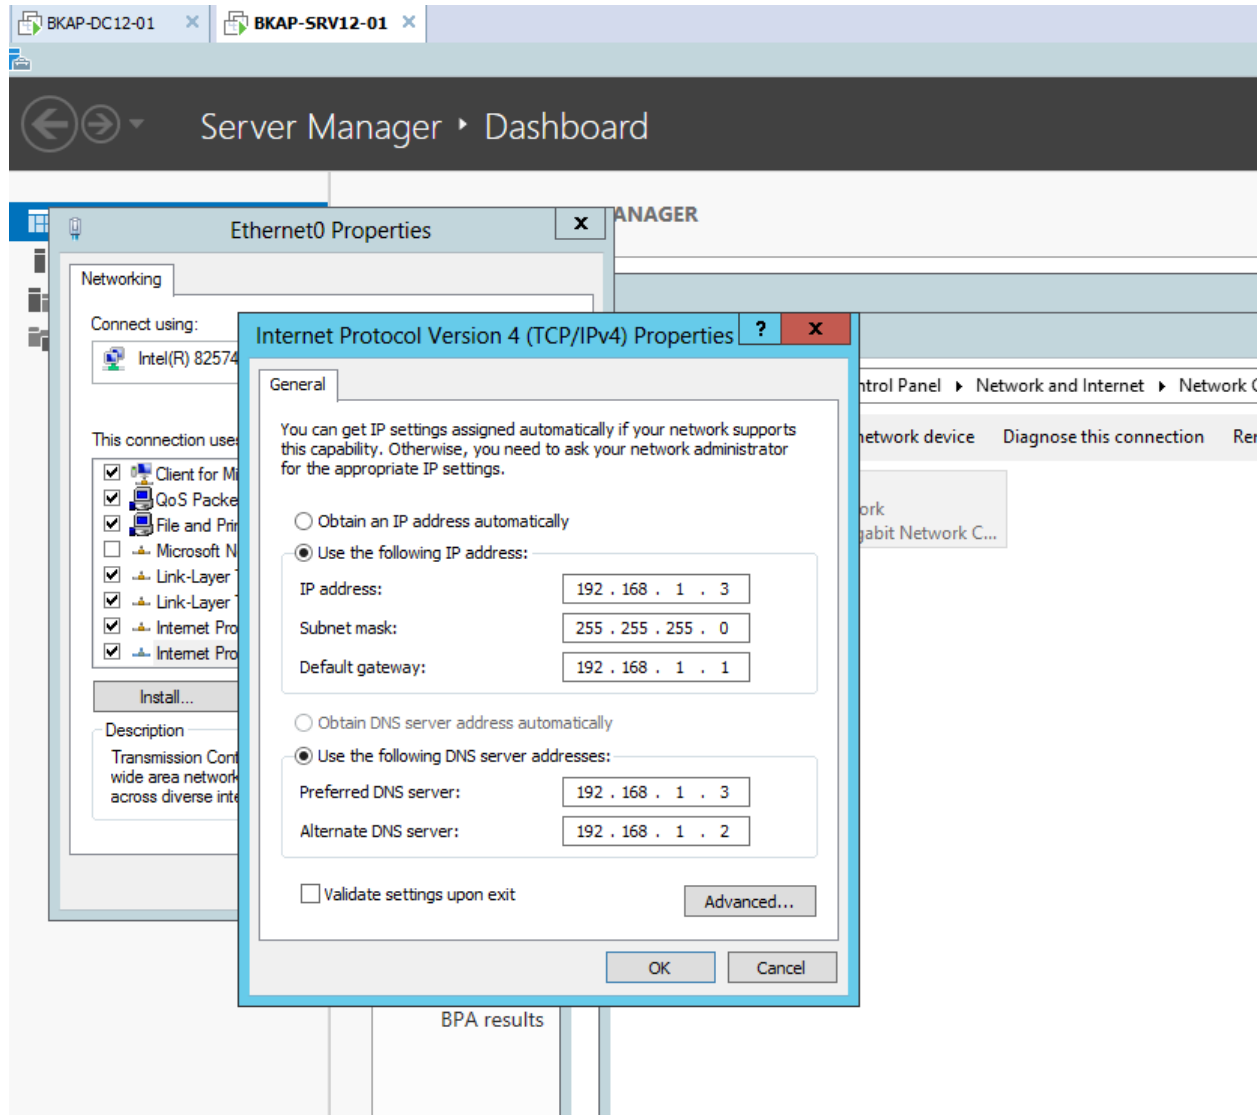 BKAP-DC12-01 BKAP-SRV12-01
Server Manager Dashboard
ANAGER
Ethernet0 Properties
Networking
Connect using:
Intel(R) 82574
This connection uses
Client for Mi
QoS Packe
File and Prin
Microsoft N
Link-Layer
Link-Layer
Internet Pro
Internet Pro
Install...
Description
Transmission Cont
wide area network
across diverse inte
Internet Protocol Version 4 (TCP/IPv4) Properties ? x
General
You can get IP settings assigned automatically if your network supports
this capability. Otherwise, you need to ask your network administrator
for the appropriate IP settings.
Obtain an IP address automatically
Use the following IP address:
IP address: 192 . 168 . 1 . 3
Subnet mask: 255 . 255 . 255 . 0
Default gateway: 192 . 168 . 1 . 1
Obtain DNS server address automatically
Use the following DNS server addresses:
Preferred DNS server: 192 . 168 . 1 . 3
Alternate DNS server: 192 . 168 . 1 . 2
Validate settings upon exit
Advanced...
OK Cancel
ntrol Panel Network and Internet Network C
network device Diagnose this connection Ren
ork
gabit Network C...
BPA results